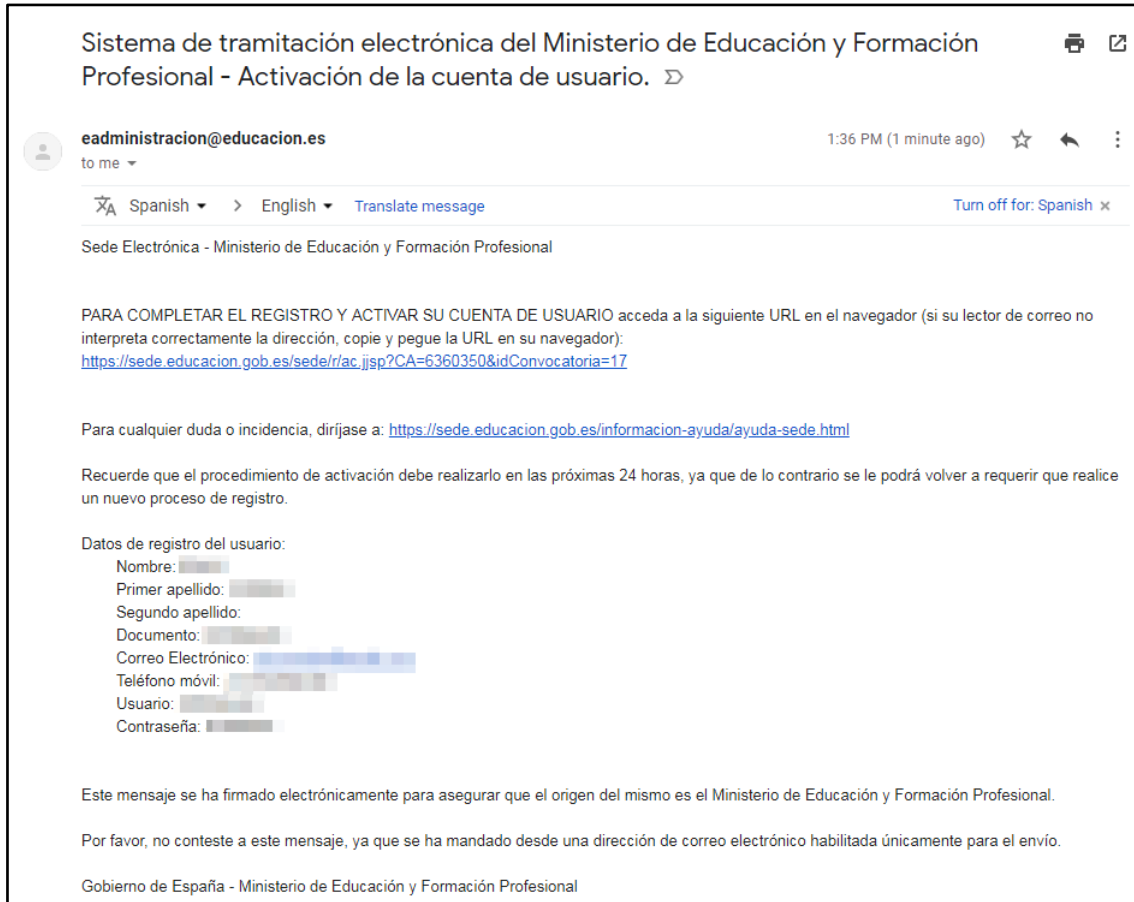 Sistema de tramitación electrónica del Ministerio de Educación y Formación
Profesional - Activación de la cuenta de usuario.
eadministracion@educacion.es
1:36 PM (1 minute ago)
to me
Spanish > English Translate message
Turn off for: Spanish ×
Sede Electrónica - Ministerio de Educación y Formación Profesional
PARA COMPLETAR EL REGISTRO Y ACTIVAR SU CUENTA DE USUARIO acceda a la siguiente URL en el navegador (si su lector de correo no
interpreta correctamente la dirección, copie y pegue la URL en su navegador):
https://sede.educacion.gob.es/sede/r/ac.jjsp?CA=6360350&idConvocatoria=17
Para cualquier duda o incidencia, diríjase a: https://sede.educacion.gob.es/informacion-ayuda/ayuda-sede.html
Recuerde que el procedimiento de activación debe realizarlo en las próximas 24 horas, ya que de lo contrario se le podrá volver a requerir que realice
un nuevo proceso de registro.
Datos de registro del usuario:
Nombre:
Primer apellido:
Segundo apellido:
Documento:
Correo Electrónico:
Teléfono móvil:
Usuario:
Contraseña:
Este mensaje se ha firmado electrónicamente para asegurar que el origen del mismo es el Ministerio de Educación y Formación Profesional.
Por favor, no conteste a este mensaje, ya que se ha mandado desde una dirección de correo electrónico habilitada únicamente para el envío.
Gobierno de España - Ministerio de Educación y Formación Profesional